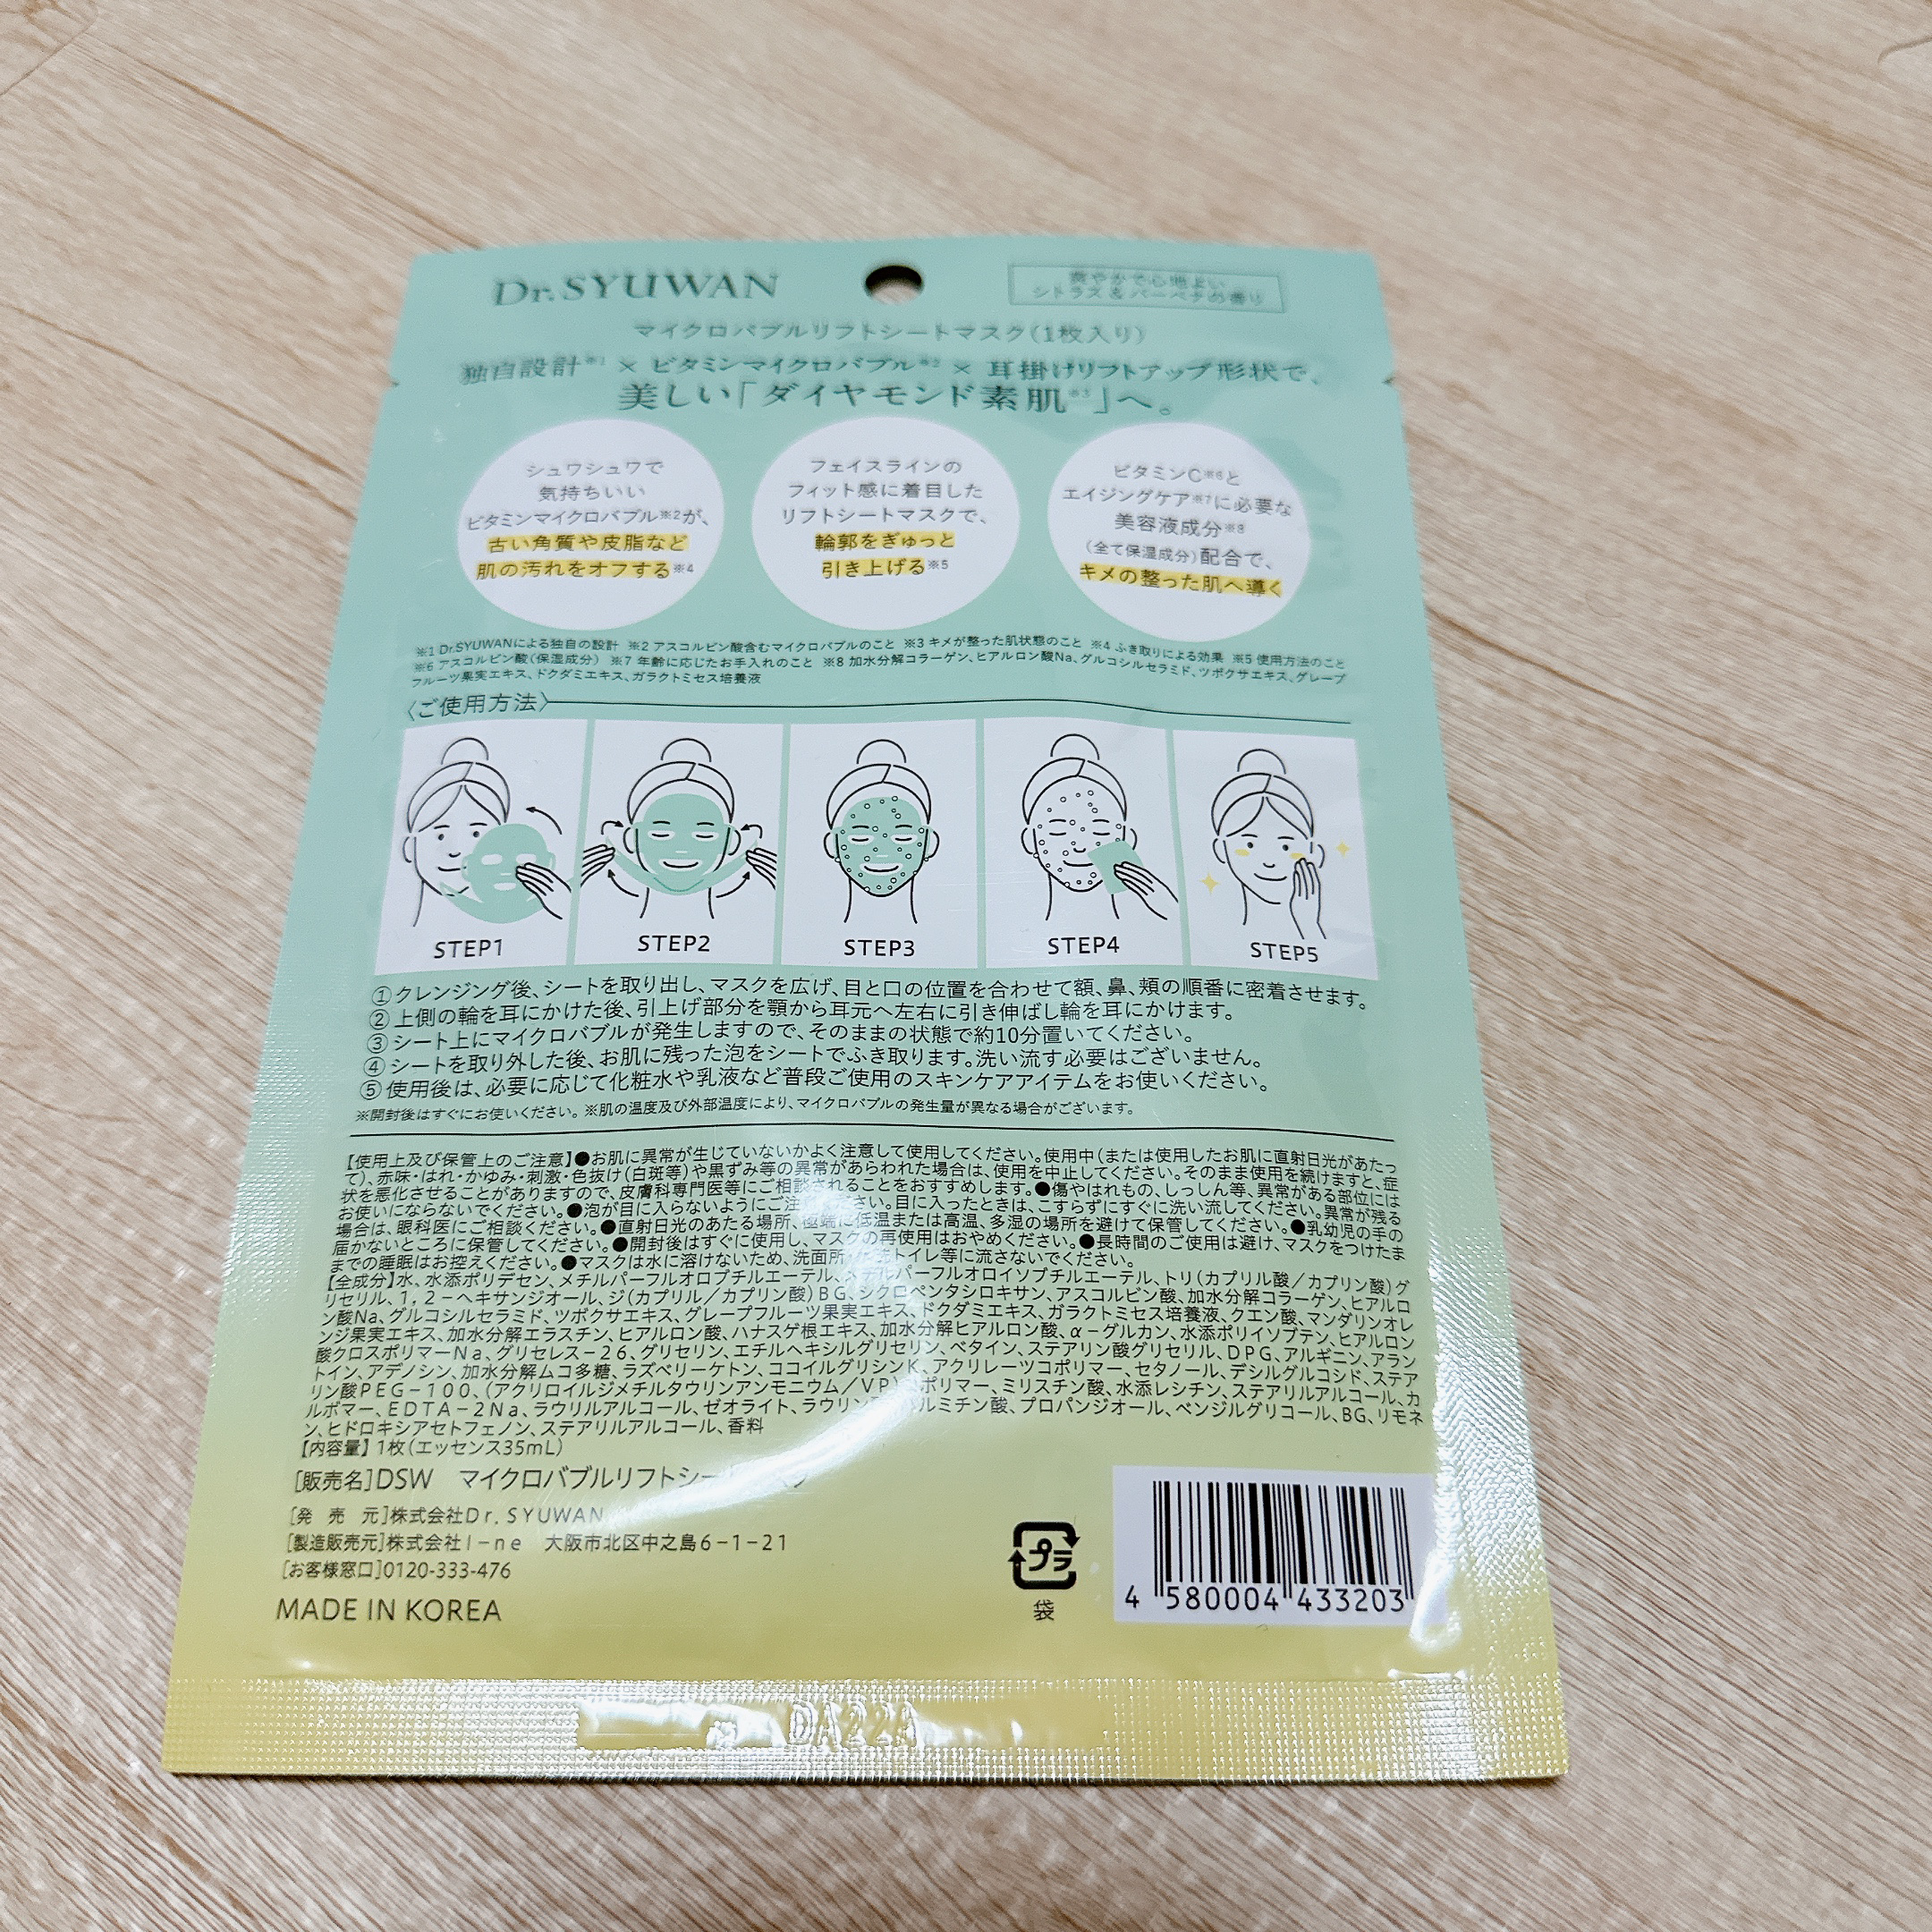 Dr.SYUWAN
爽やかで心地よい
シトラス&バーベナの香り
マイクロバブルリフトシートマスク(1枚入り)
独自設計※1 × ビタミンマイクロバブル※2 × 耳掛けリフトアップ形状で、
美しい「ダイヤモンド素肌※3」へ。
シュワシュワで
気持ちいい
ビタミンマイクロバブル※2が、
古い角質や皮脂など
肌の汚れをオフする※4
フェイスラインの
フィット感に着目した
リフトシートマスクで、
輪郭をぎゅっと
引き上げる※5
ビタミンC※6と
エイジングケア※7に必要な
美容液成分※8
(全て保湿成分)配合で、
キメの整った肌へ導く
※1 Dr.SYUWANによる独自の設計 ※2 アスコルビン酸含むマイクロバブルのこと ※3 キメが整った肌状態のこと ※4 ふき取りによる効果 ※5 使用方法のこと
※6 アスコルビン酸(保湿成分) ※7 年齢に応じたお手入れのこと ※8 加水分解コラーゲン、ヒアルロン酸Na、グルコシルセラミド、ツボクサエキス、グレープ
フルーツ果実エキス、ドクダミエキス、ガラクトミセス培養液
〈ご使用方法〉
STEP1
STEP2
STEP3
STEP4
STEP5
①クレンジング後、シートを取り出し、マスクを広げ、目と口の位置を合わせて額、鼻、頬の順番に密着させます。
②上側の輪を耳にかけた後、引上げ部分を顎から耳元へ左右に引き伸ばし輪を耳にかけます。
③シート上にマイクロバブルが発生しますので、そのままの状態で約10分置いてください。
④シートを取り外した後、お肌に残った泡をシートでふき取ります。洗い流す必要はございません。
⑤使用後は、必要に応じて化粧水や乳液など普段ご使用のスキンケアアイテムをお使いください。
※開封後はすぐにお使いください。※肌の温度及び外部温度により、マイクロバブルの発生量が異なる場合がございます。
【使用上及び保管上のご注意】●お肌に異常が生じていないかよく注意して使用してください。使用中(または使用したお肌に直射日光があたっ
て)、赤味・はれ・かゆみ・刺激・色抜け(白斑等)や黒ずみ等の異常があらわれた場合は、使用を中止してください。そのまま使用を続けますと、症
状を悪化させることがありますので、皮膚科専門医等にご相談されることをおすすめします。●傷やはれもの、しっしん等、異常がある部位には
お使いにならないでください。●泡が目に入らないようにご注 さい。目に入ったときは、こすらずにすぐに洗い流してください。異常が残る
場合は、眼科医にご相談ください。●直射日光のあたる場所、極端に低温または高温、多湿の場所を避けて保管してください。●乳幼児の手の
届かないところに保管してください。●開封後はすぐに使用し、マスクの再使用はおやめください。●長時間のご使用は避け、マスクをつけたま
までの睡眠はお控えください。●マスクは水に溶けないため、洗面所 トイレ等に流さないでください。
【全成分】水、水添ポリデセン、メチルパーフルオロブチルエーテル、メチルパーフルオロイソブチルエーテル、トリ(カプリル酸/カプリン酸)グ
リセリル、1,2-ヘキサンジオール、ジ(カプリル/カプリン酸)BG、シクロペンタシロキサン、アスコルビン酸、加水分解コラーゲン、ヒアルロ
ン酸Na、グルコシルセラミド、ツボクサエキス、グレープフルーツ果実エキス、ドクダミエキス、ガラクトミセス培養液、クエン酸、マンダリンオレ
ンジ果実エキス、加水分解エラスチン、ヒアルロン酸、ハナスゲ根エキス、加水分解ヒアルロン酸、α-グルカン、水添ポリイソブテン、ヒアルロン
酸クロスポリマーNa、グリセレス-26、グリセリン、エチルヘキシルグリセリン、ベタイン、ステアリン酸グリセリル、DPG、アルギニン、アラン
トイン、アデノシン、加水分解ムコ多糖、ラズベリーケトン、ココイルグリシンK、アクリレーツコポリマー、セタノール、デシルグルコシド、ステア
リン酸PEG-100、(アクリロイルジメチルタウリンアンモニウム/VP)コポリマー、ミリスチン酸、水添レシチン、ステアリルアルコール、カ
ルボマー、EDTA-2Na、ラウリルアルコール、ゼオライト、ラウリン酸、パルミチン酸、プロパンジオール、ベンジルグリコール、BG、リモネ
ン、ヒドロキシアセトフェノン、ステアリルアルコール、香料
【内容量】1枚(エッセンス35mL)
[販売名]DSW マイクロバブルリフトシートマスク
[発 売 元]株式会社Dr.SYUWAN
[製造販売元]株式会社I-ne 大阪市北区中之島6-1-21
[お客様窓口]0120-333-476
MADE IN KOREA
プラ
袋
4 580004 433203
DA22A